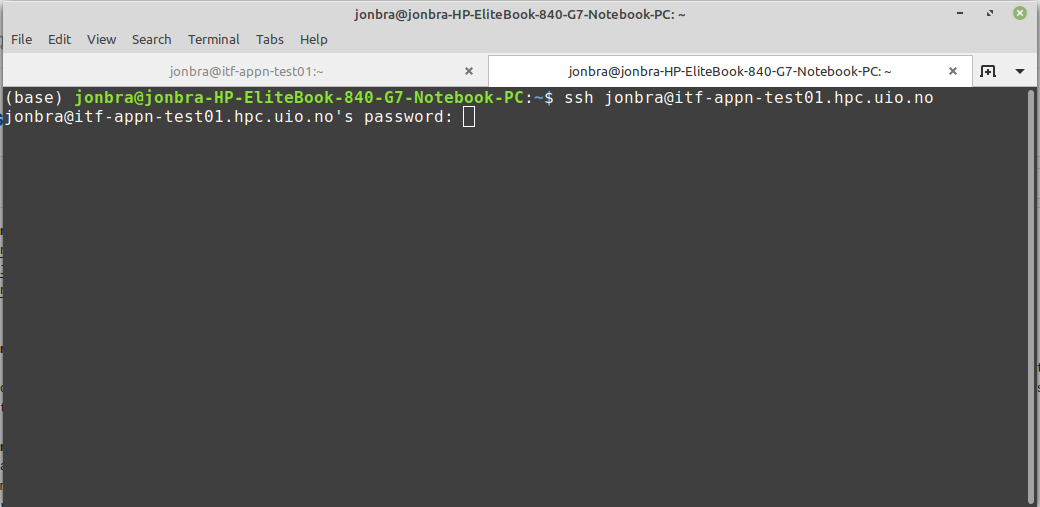 jonbra@jonbra-HP-EliteBook-840-G7-Notebook-PC: ~
File Edit View Search Terminal Tabs Help
jonbra@itf-appn-test01:~
jonbra@jonbra-HP-EliteBook-840-G7-Notebook-PC: ~
(base) jonbra@jonbra-HP-EliteBook-840-G7-Notebook-PC:~$ ssh jonbra@itf-appn-test01.hpc.uio.no
jonbra@itf-appn-test01.hpc.uio.no's password: